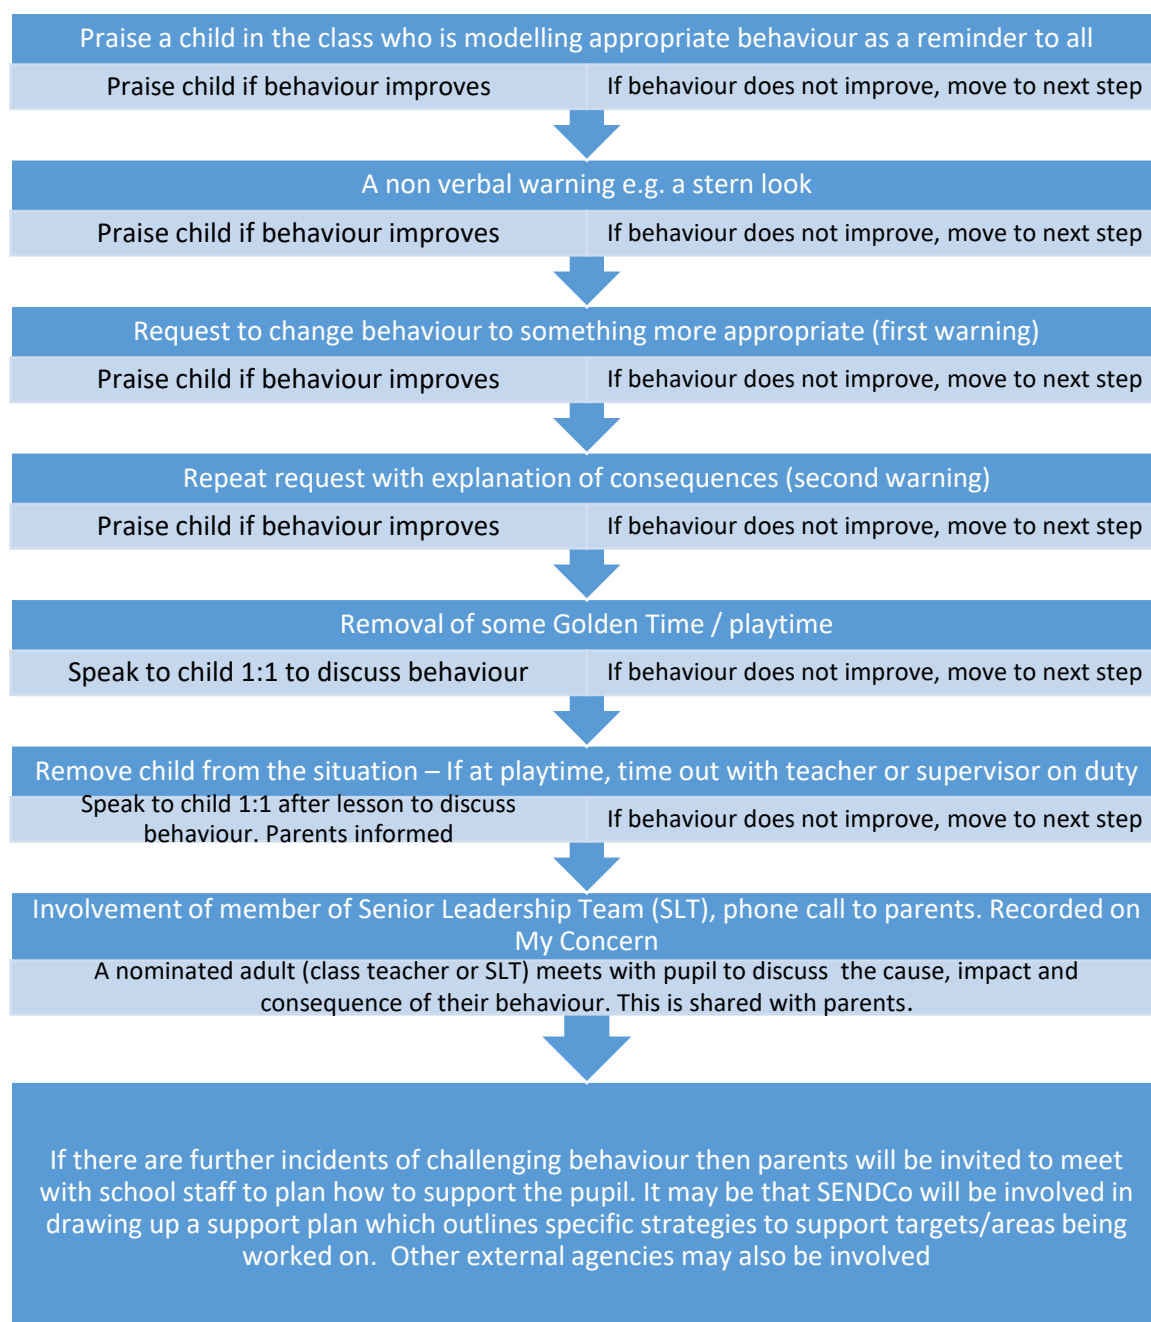 Praise a child in the class who is modelling appropriate behaviour as a reminder to all
Praise child if behaviour improves
If behaviour does not improve, move to next step
A non verbal warning e.g. a stern look
Praise child if behaviour improves
If behaviour does not improve, move to next step
Request to change behaviour to something more appropriate (first warning)
Praise child if behaviour improves
If behaviour does not improve, move to next step
Repeat request with explanation of consequences (second warning)
Praise child if behaviour improves
If behaviour does not improve, move to next step
Removal of some Golden Time / playtime
Speak to child 1:1 to discuss behaviour
If behaviour does not improve, move to next step
Remove child from the situation – If at playtime, time out with teacher or supervisor on duty
Speak to child 1:1 after lesson to discuss
behaviour. Parents informed
If behaviour does not improve, move to next step
Involvement of member of Senior Leadership Team (SLT), phone call to parents. Recorded on
My Concern
A nominated adult (class teacher or SLT) meets with pupil to discuss  the cause, impact and
consequence of their behaviour. This is shared with parents.
If there are further incidents of challenging behaviour then parents will be invited to meet
with school staff to plan how to support the pupil. It may be that SENDCo will be involved in
drawing up a support plan which outlines specific strategies to support targets/areas being
worked on.  Other external agencies may also be involved